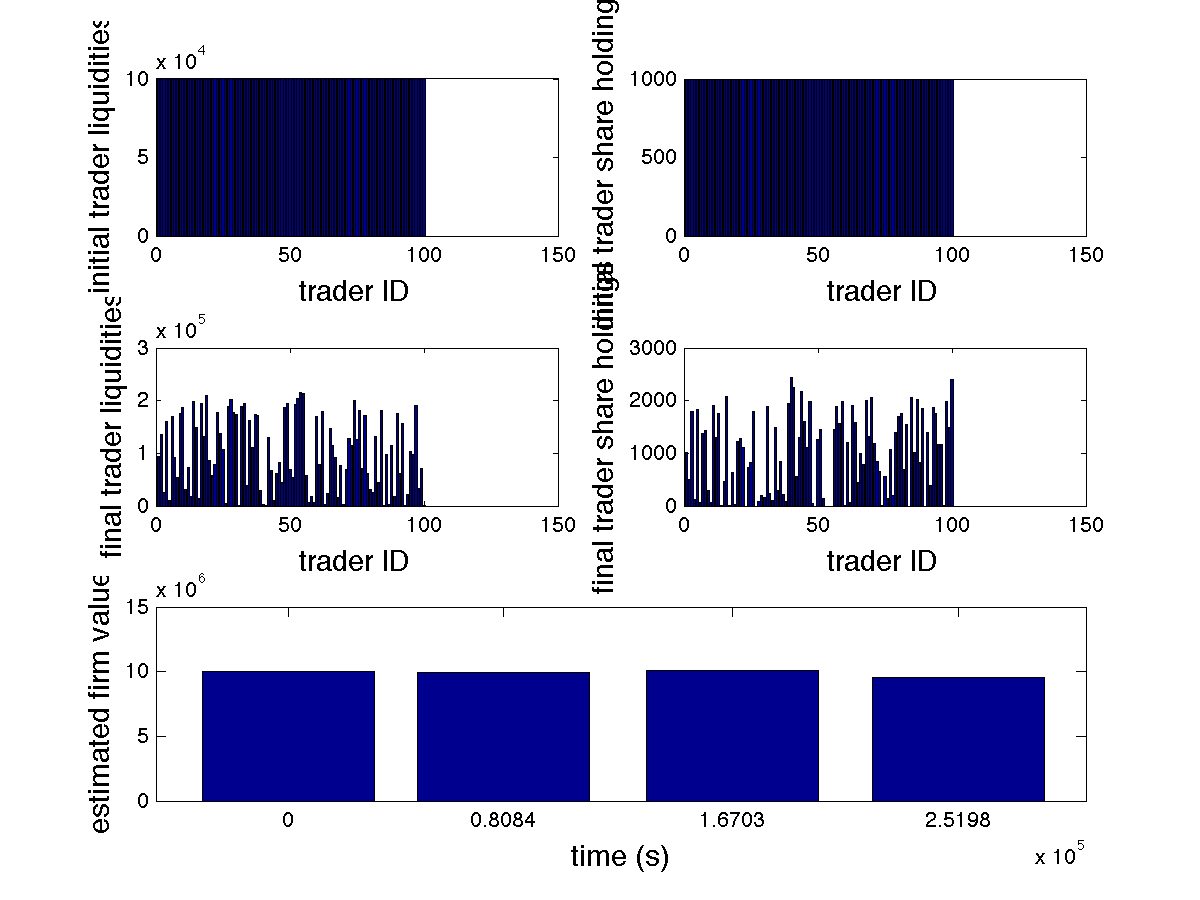 x 10^4
10
5
0
initial trader liquidities
0 50 100 150
trader ID
1000
500
0
trader share holding
0 50 100 150
trader ID
x 10^5
3
2
1
0
final trader liquidities
0 50 100 150
trader ID
3000
2000
1000
0
final trader share holdings
0 50 100 150
trader ID
x 10^6
15
10
5
0
estimated firm value
0 0.8084 1.6703 2.5198
x 10^5
time (s)